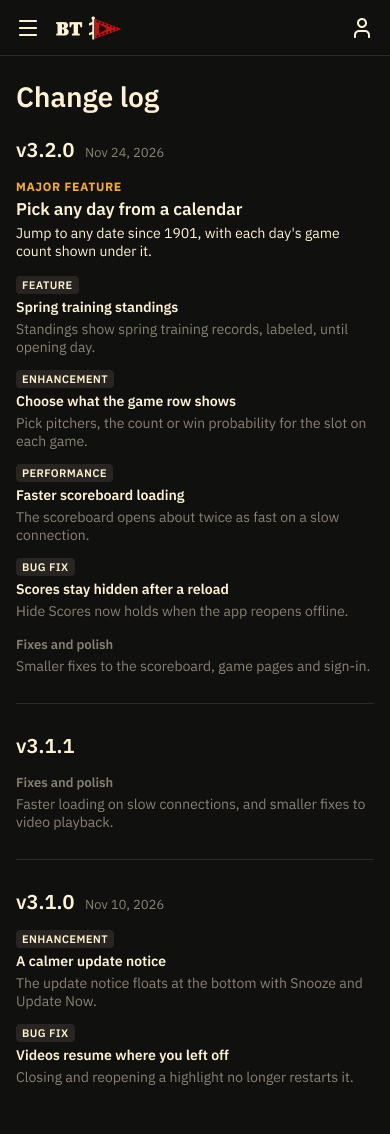 BT
Change log
v3.2.0 Nov 24, 2026
MAJOR FEATURE
Pick any day from a calendar
Jump to any date since 1901, with each day's game
count shown under it.
FEATURE
Spring training standings
Standings show spring training records, labeled, until
opening day.
ENHANCEMENT
Choose what the game row shows
Pick pitchers, the count or win probability for the slot on
each game.
PERFORMANCE
Faster scoreboard loading
The scoreboard opens about twice as fast on a slow
connection.
BUG FIX
Scores stay hidden after a reload
Hide Scores now holds when the app reopens offline.
Fixes and polish
Smaller fixes to the scoreboard, game pages and sign-in.
v3.1.1
Fixes and polish
Faster loading on slow connections, and smaller fixes to
video playback.
v3.1.0 Nov 10, 2026
ENHANCEMENT
A calmer update notice
The update notice floats at the bottom with Snooze and
Update Now.
BUG FIX
Videos resume where you left off
Closing and reopening a highlight no longer restarts it.